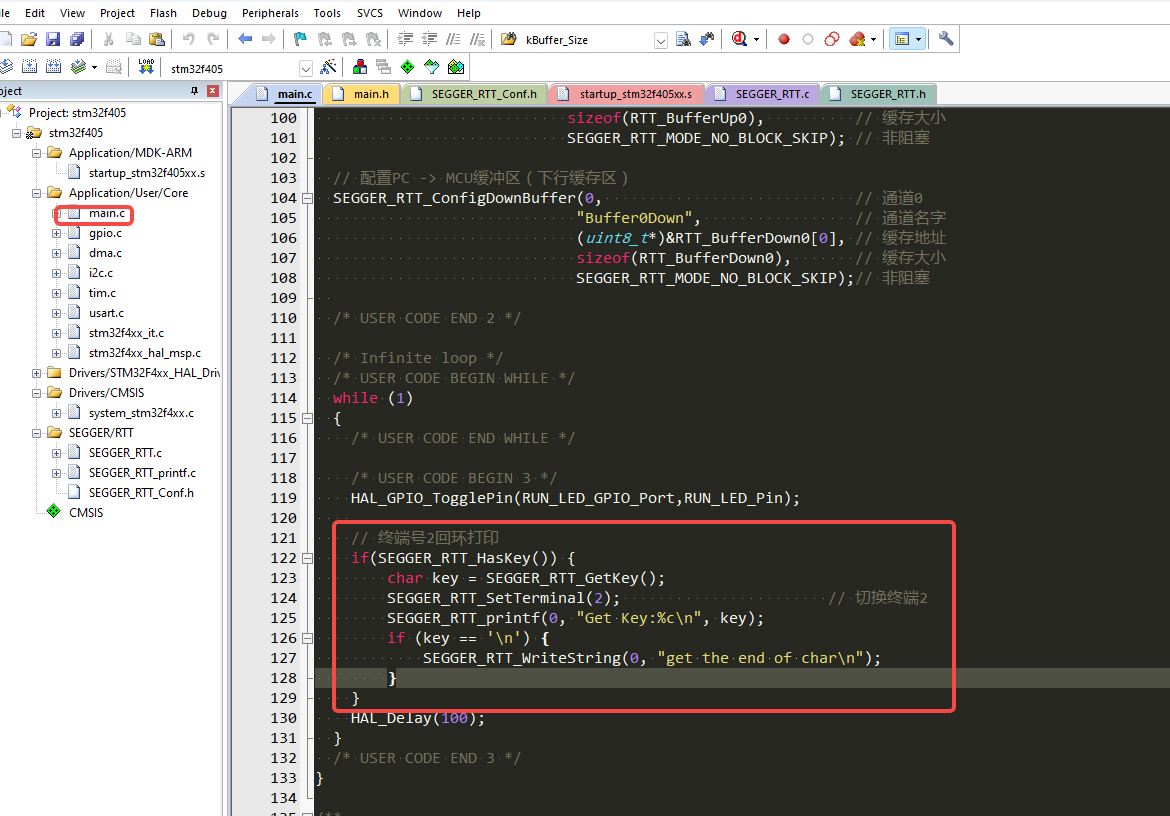 ile Edit View Project Flash Debug Peripherals Tools SVCS Window Help
kBuffer_Size
LOAD
stm32f405
oject
main.c main.h SEGGER_RTT_Conf.h startup_stm32f405xx.s SEGGER_RTT.c SEGGER_RTT.h
Project: stm32f405
stm32f405
Application/MDK-ARM
startup_stm32f405xx.s
Application/User/Core
main.c
gpio.c
dma.c
i2c.c
tim.c
usart.c
stm32f4xx_it.c
stm32f4xx_hal_msp.c
Drivers/STM32F4xx_HAL_Driv
Drivers/CMSIS
system_stm32f4xx.c
SEGGER/RTT
SEGGER_RTT.c
SEGGER_RTT_printf.c
SEGGER_RTT_Conf.h
CMSIS
100 sizeof(RTT_BufferUp0), // 缓存大小
101 SEGGER_RTT_MODE_NO_BLOCK_SKIP); // 非阻塞
102
103 // 配置PC -> MCU缓冲区(下行缓存区)
104 SEGGER_RTT_ConfigDownBuffer(0, // 通道0
105 "Buffer0Down", // 通道名字
106 (uint8_t*)&RTT_BufferDown0[0], // 缓存地址
107 sizeof(RTT_BufferDown0), // 缓存大小
108 SEGGER_RTT_MODE_NO_BLOCK_SKIP);// 非阻塞
109
110 /* USER CODE END 2 */
111
112 /* Infinite loop */
113 /* USER CODE BEGIN WHILE */
114 while (1)
115 {
116 /* USER CODE END WHILE */
117
118 /* USER CODE BEGIN 3 */
119 HAL_GPIO_TogglePin(RUN_LED_GPIO_Port,RUN_LED_Pin);
120
121 // 终端号2回环打印
122 if(SEGGER_RTT_HasKey()) {
123 char key = SEGGER_RTT_GetKey();
124 SEGGER_RTT_SetTerminal(2); // 切换终端2
125 SEGGER_RTT_printf(0, "Get Key:%c\n", key);
126 if (key == '\n') {
127 SEGGER_RTT_WriteString(0, "get the end of char\n");
128 }
129 }
130 HAL_Delay(100);
131 }
132 /* USER CODE END 3 */
133 }
134
135 /**